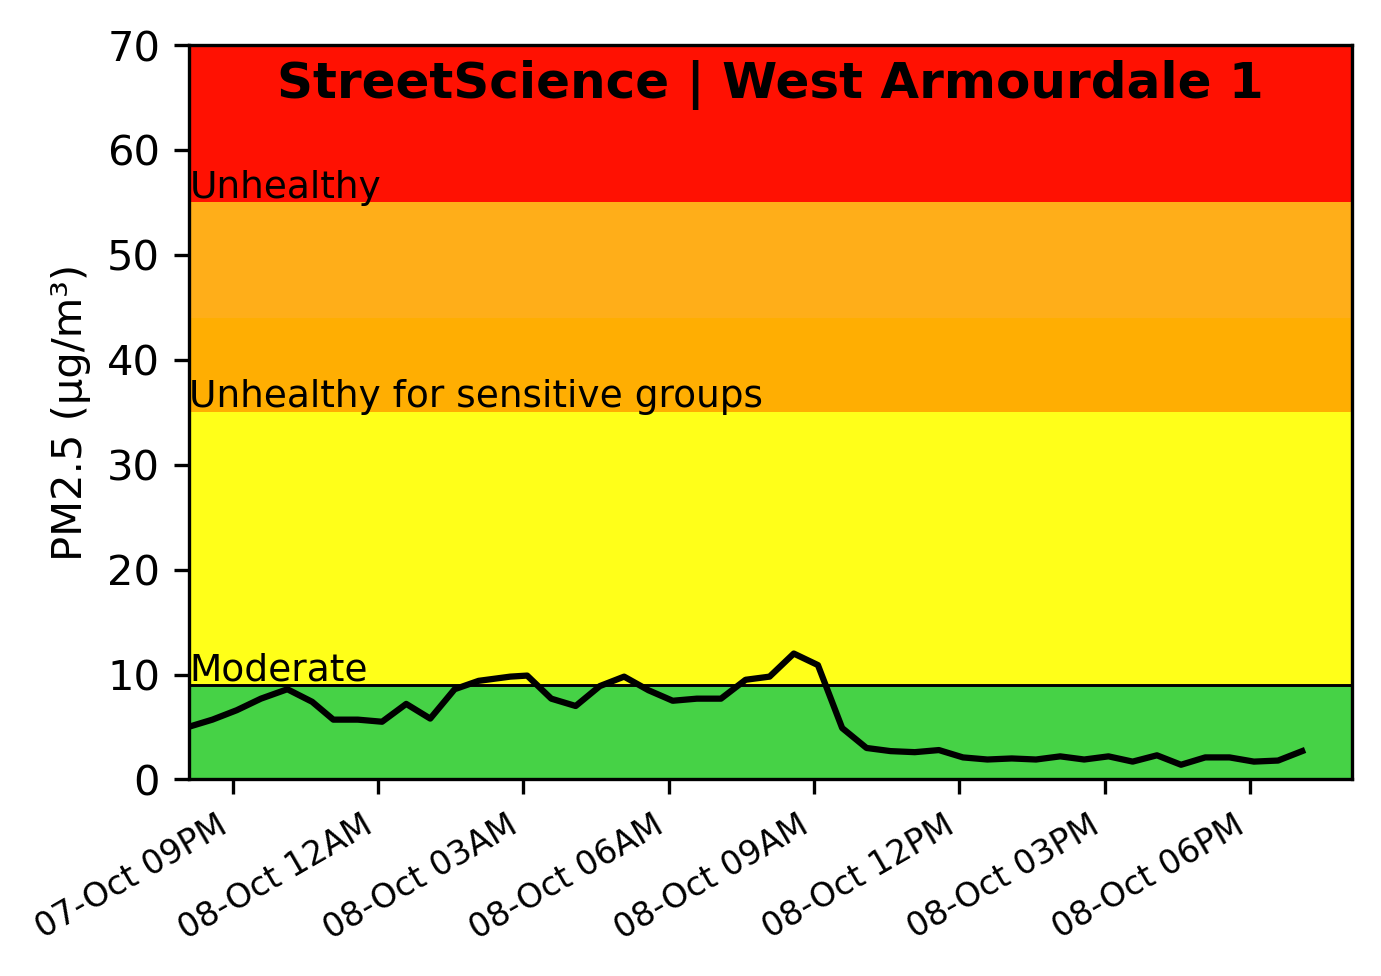 StreetScience | West Armourdale 1
PM2.5 (µg/m³)
70
60
50
40
30
20
10
0
Unhealthy
Unhealthy for sensitive groups
Moderate
07-Oct 09PM
08-Oct 12AM
08-Oct 03AM
08-Oct 06AM
08-Oct 09AM
08-Oct 12PM
08-Oct 03PM
08-Oct 06PM